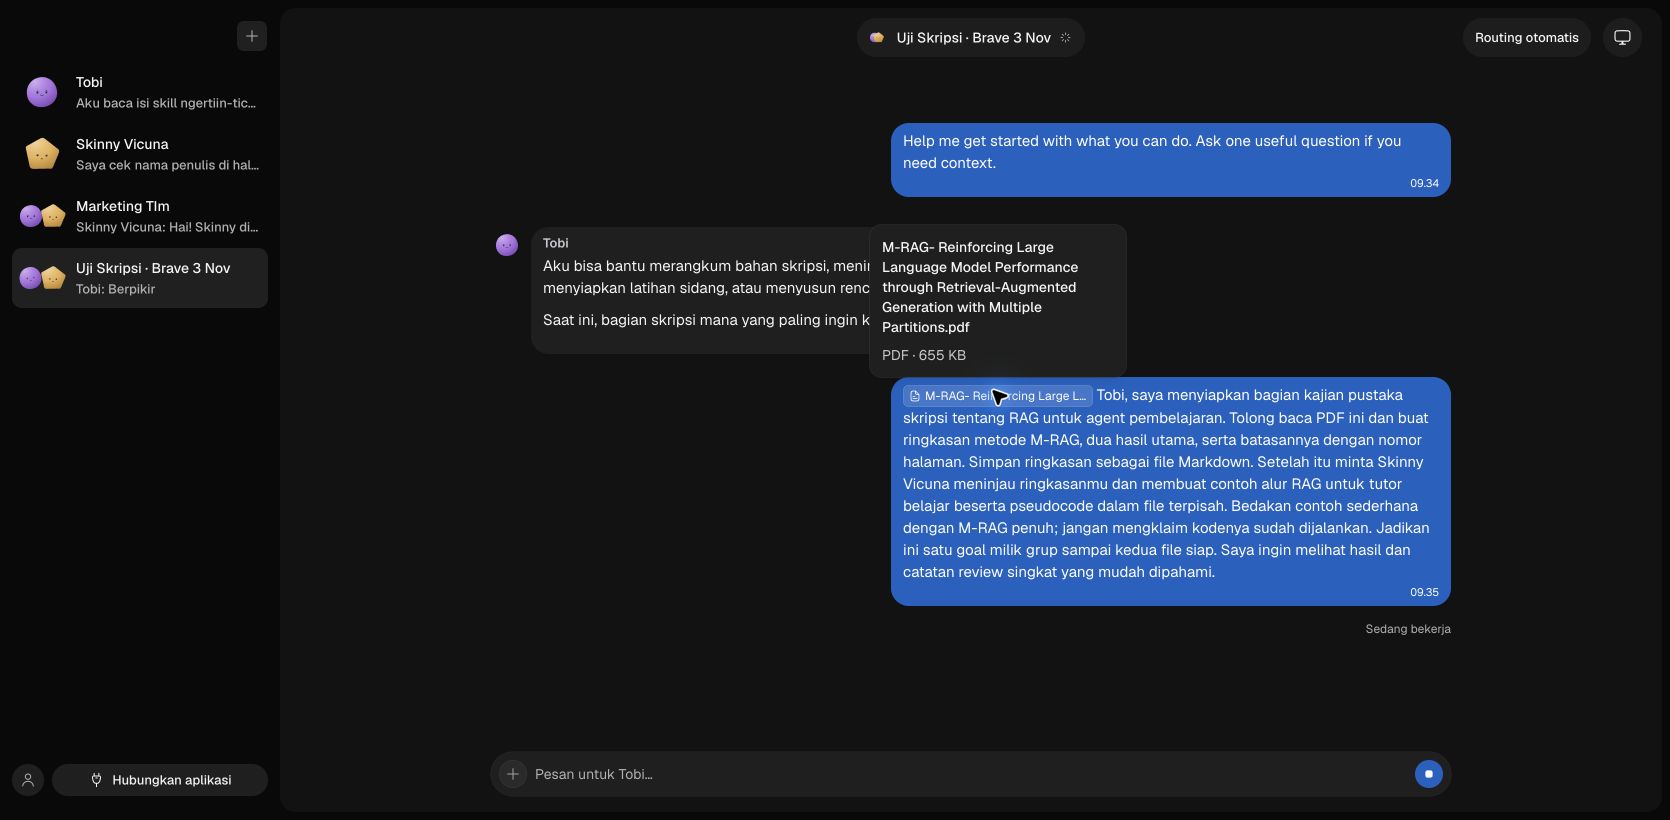 Tobi
Aku baca isi skill ngertiin-tic...
Skinny Vicuna
Saya cek nama penulis di hal...
Marketing TIm
Skinny Vicuna: Hai! Skinny di...
Uji Skripsi · Brave 3 Nov
Tobi: Berpikir
Hubungkan aplikasi
Uji Skripsi · Brave 3 Nov
Routing otomatis
Help me get started with what you can do. Ask one useful question if you
need context.
09.34
Tobi
Aku bisa bantu merangkum bahan skripsi,
menyiapkan latihan sidang, atau menyusun
Saat ini, bagian skripsi mana yang paling ingin
M-RAG- Reinforcing Large
Language Model Performance
through Retrieval-Augmented
Generation with Multiple
Partitions.pdf
PDF · 655 KB
M-RAG- Reinforcing Large L... Tobi, saya menyiapkan bagian kajian pustaka
skripsi tentang RAG untuk agent pembelajaran. Tolong baca PDF ini dan buat
ringkasan metode M-RAG, dua hasil utama, serta batasannya dengan nomor
halaman. Simpan ringkasan sebagai file Markdown. Setelah itu minta Skinny
Vicuna meninjau ringkasanmu dan membuat contoh alur RAG untuk tutor
belajar beserta pseudocode dalam file terpisah. Bedakan contoh sederhana
dengan M-RAG penuh; jangan mengklaim kodenya sudah dijalankan. Jadikan
ini satu goal milik grup sampai kedua file siap. Saya ingin melihat hasil dan
catatan review singkat yang mudah dipahami.
09.35
Sedang bekerja
Pesan untuk Tobi...